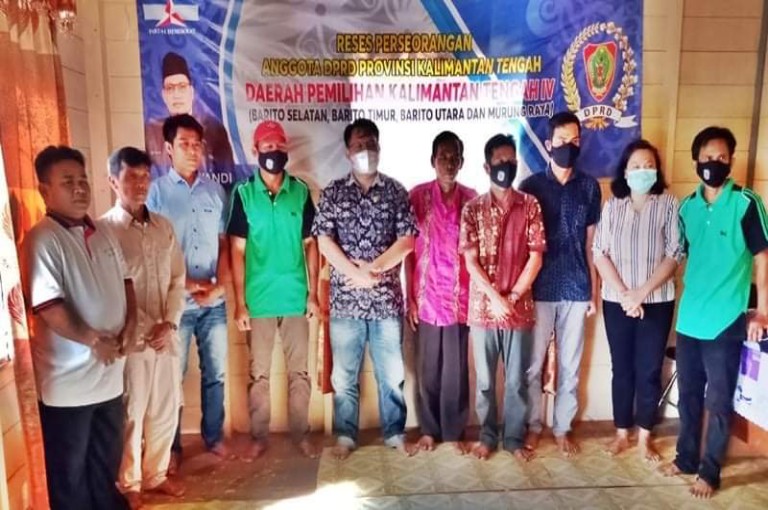 PARTAI DEMOKRAT
RESES PERSEORANGAN
ANGGOTA DPRD PROVINSI KALIMANTAN TENGAH
DAERAH PEMILIHAN KALIMANTAN TENGAH IV
(BARITO SELATAN, BARITO TIMUR, BARITO UTARA DAN MURUNG RAYA)
DPRD